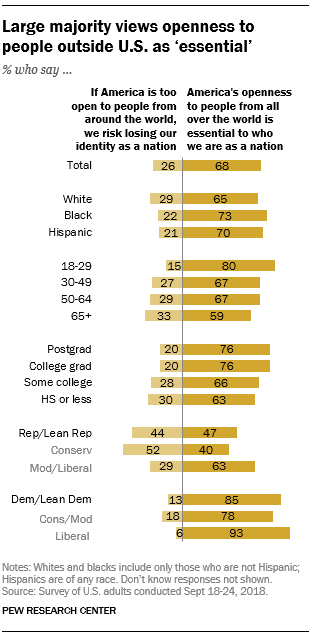 Large majority views openness to
people outside U.S. as ‘essential’
% who say ...
If America is too
open to people from
around the world,
we risk losing our
identity as a nation
America's openness
to people from all
over the world is
essential to who
we are as a nation
Total 26 68
White 29 65
Black 22 73
Hispanic 21 70
18-29 15 80
30-49 27 67
50-64 29 67
65+ 33 59
Postgrad 20 76
College grad 20 76
Some college 28 66
HS or less 30 63
Rep/Lean Rep 44 47
Conserv 52 40
Mod/Liberal 29 63
Dem/Lean Dem 13 85
Cons/Mod 18 78
Liberal 6 93
Notes: Whites and blacks include only those who are not Hispanic;
Hispanics are of any race. Don't know responses not shown.
Source: Survey of U.S. adults conducted Sept 18-24, 2018.
PEW RESEARCH CENTER